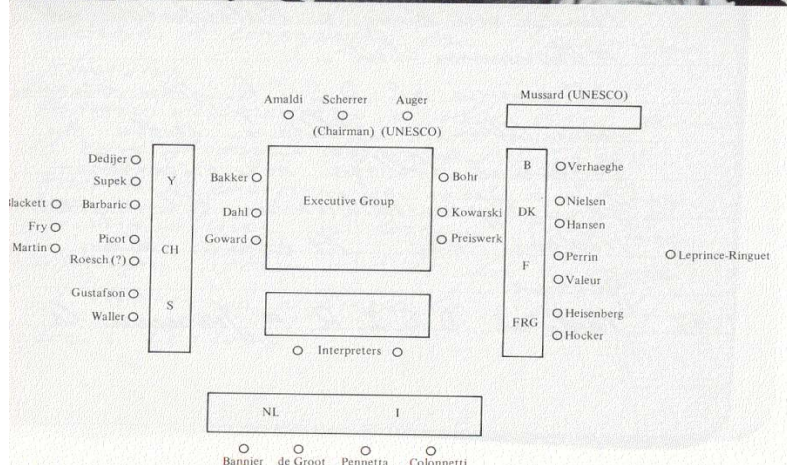 Mussard (UNESCO)
Amaldi Scherrer Auger
(Chairman) (UNESCO)
Dedijer
Supek
Barbaric
Y
Fry
Martin
Picot
Roesch (?)
CH
Gustafson
Waller
S
Bakker
Dahl
Goward
Executive Group
Bohr
Kowarski
Preiswerk
B
Verhaeghe
DK
Nielsen
Hansen
F
Perrin
Valeur
Leprince-Ringuet
FRG
Heisenberg
Hocker
Interpreters
NL I
Bannier de Groot Pennetta Colonnetti